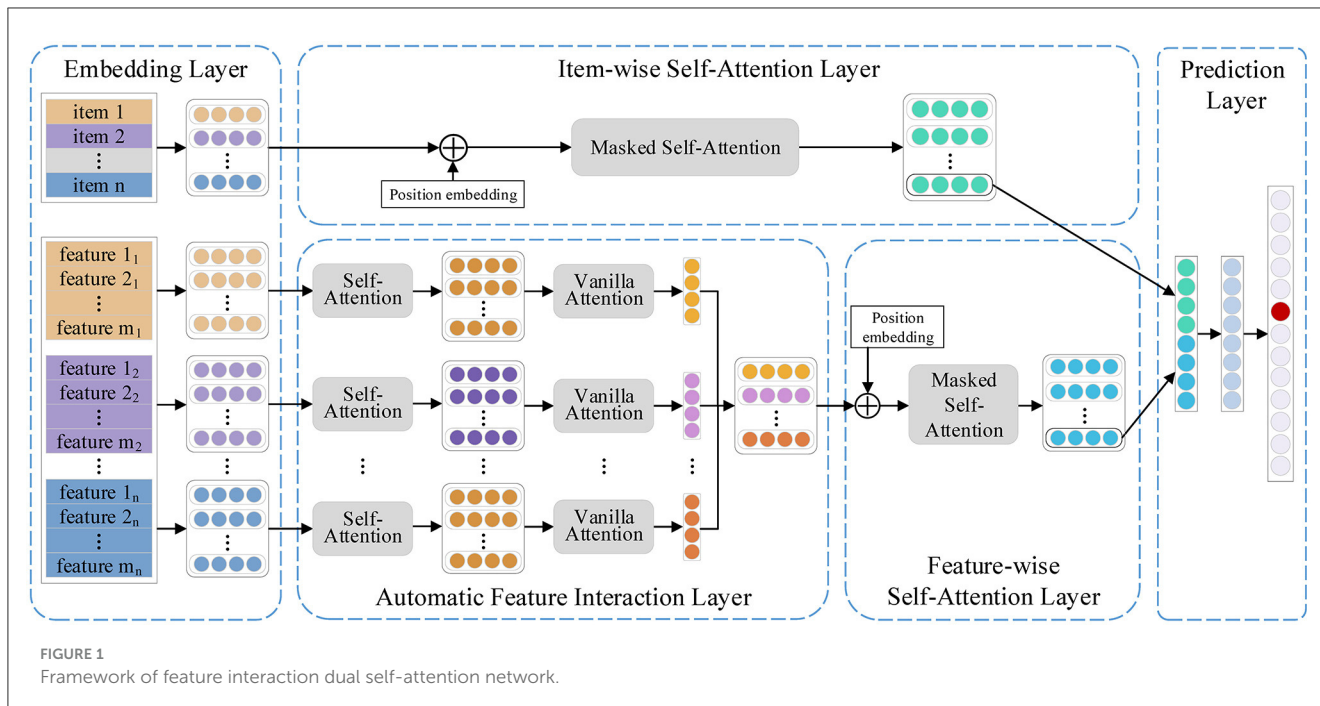 Embedding Layer
item 1
item 2
item n
feature 1₁
feature 2₁
feature m₁
feature 1₂
feature 2₂
feature m₂
feature 1ₙ
feature 2ₙ
feature mₙ
Item-wise Self-Attention Layer
Position embedding
Masked Self-Attention
Self-
Attention
Vanilla
Attention
Self-
Attention
Vanilla
Attention
Self-
Attention
Vanilla
Attention
Automatic Feature Interaction Layer
Position
embedding
Masked
Self-
Attention
Feature-wise
Self-Attention Layer
Prediction
Layer
FIGURE 1
Framework of feature interaction dual self-attention network.